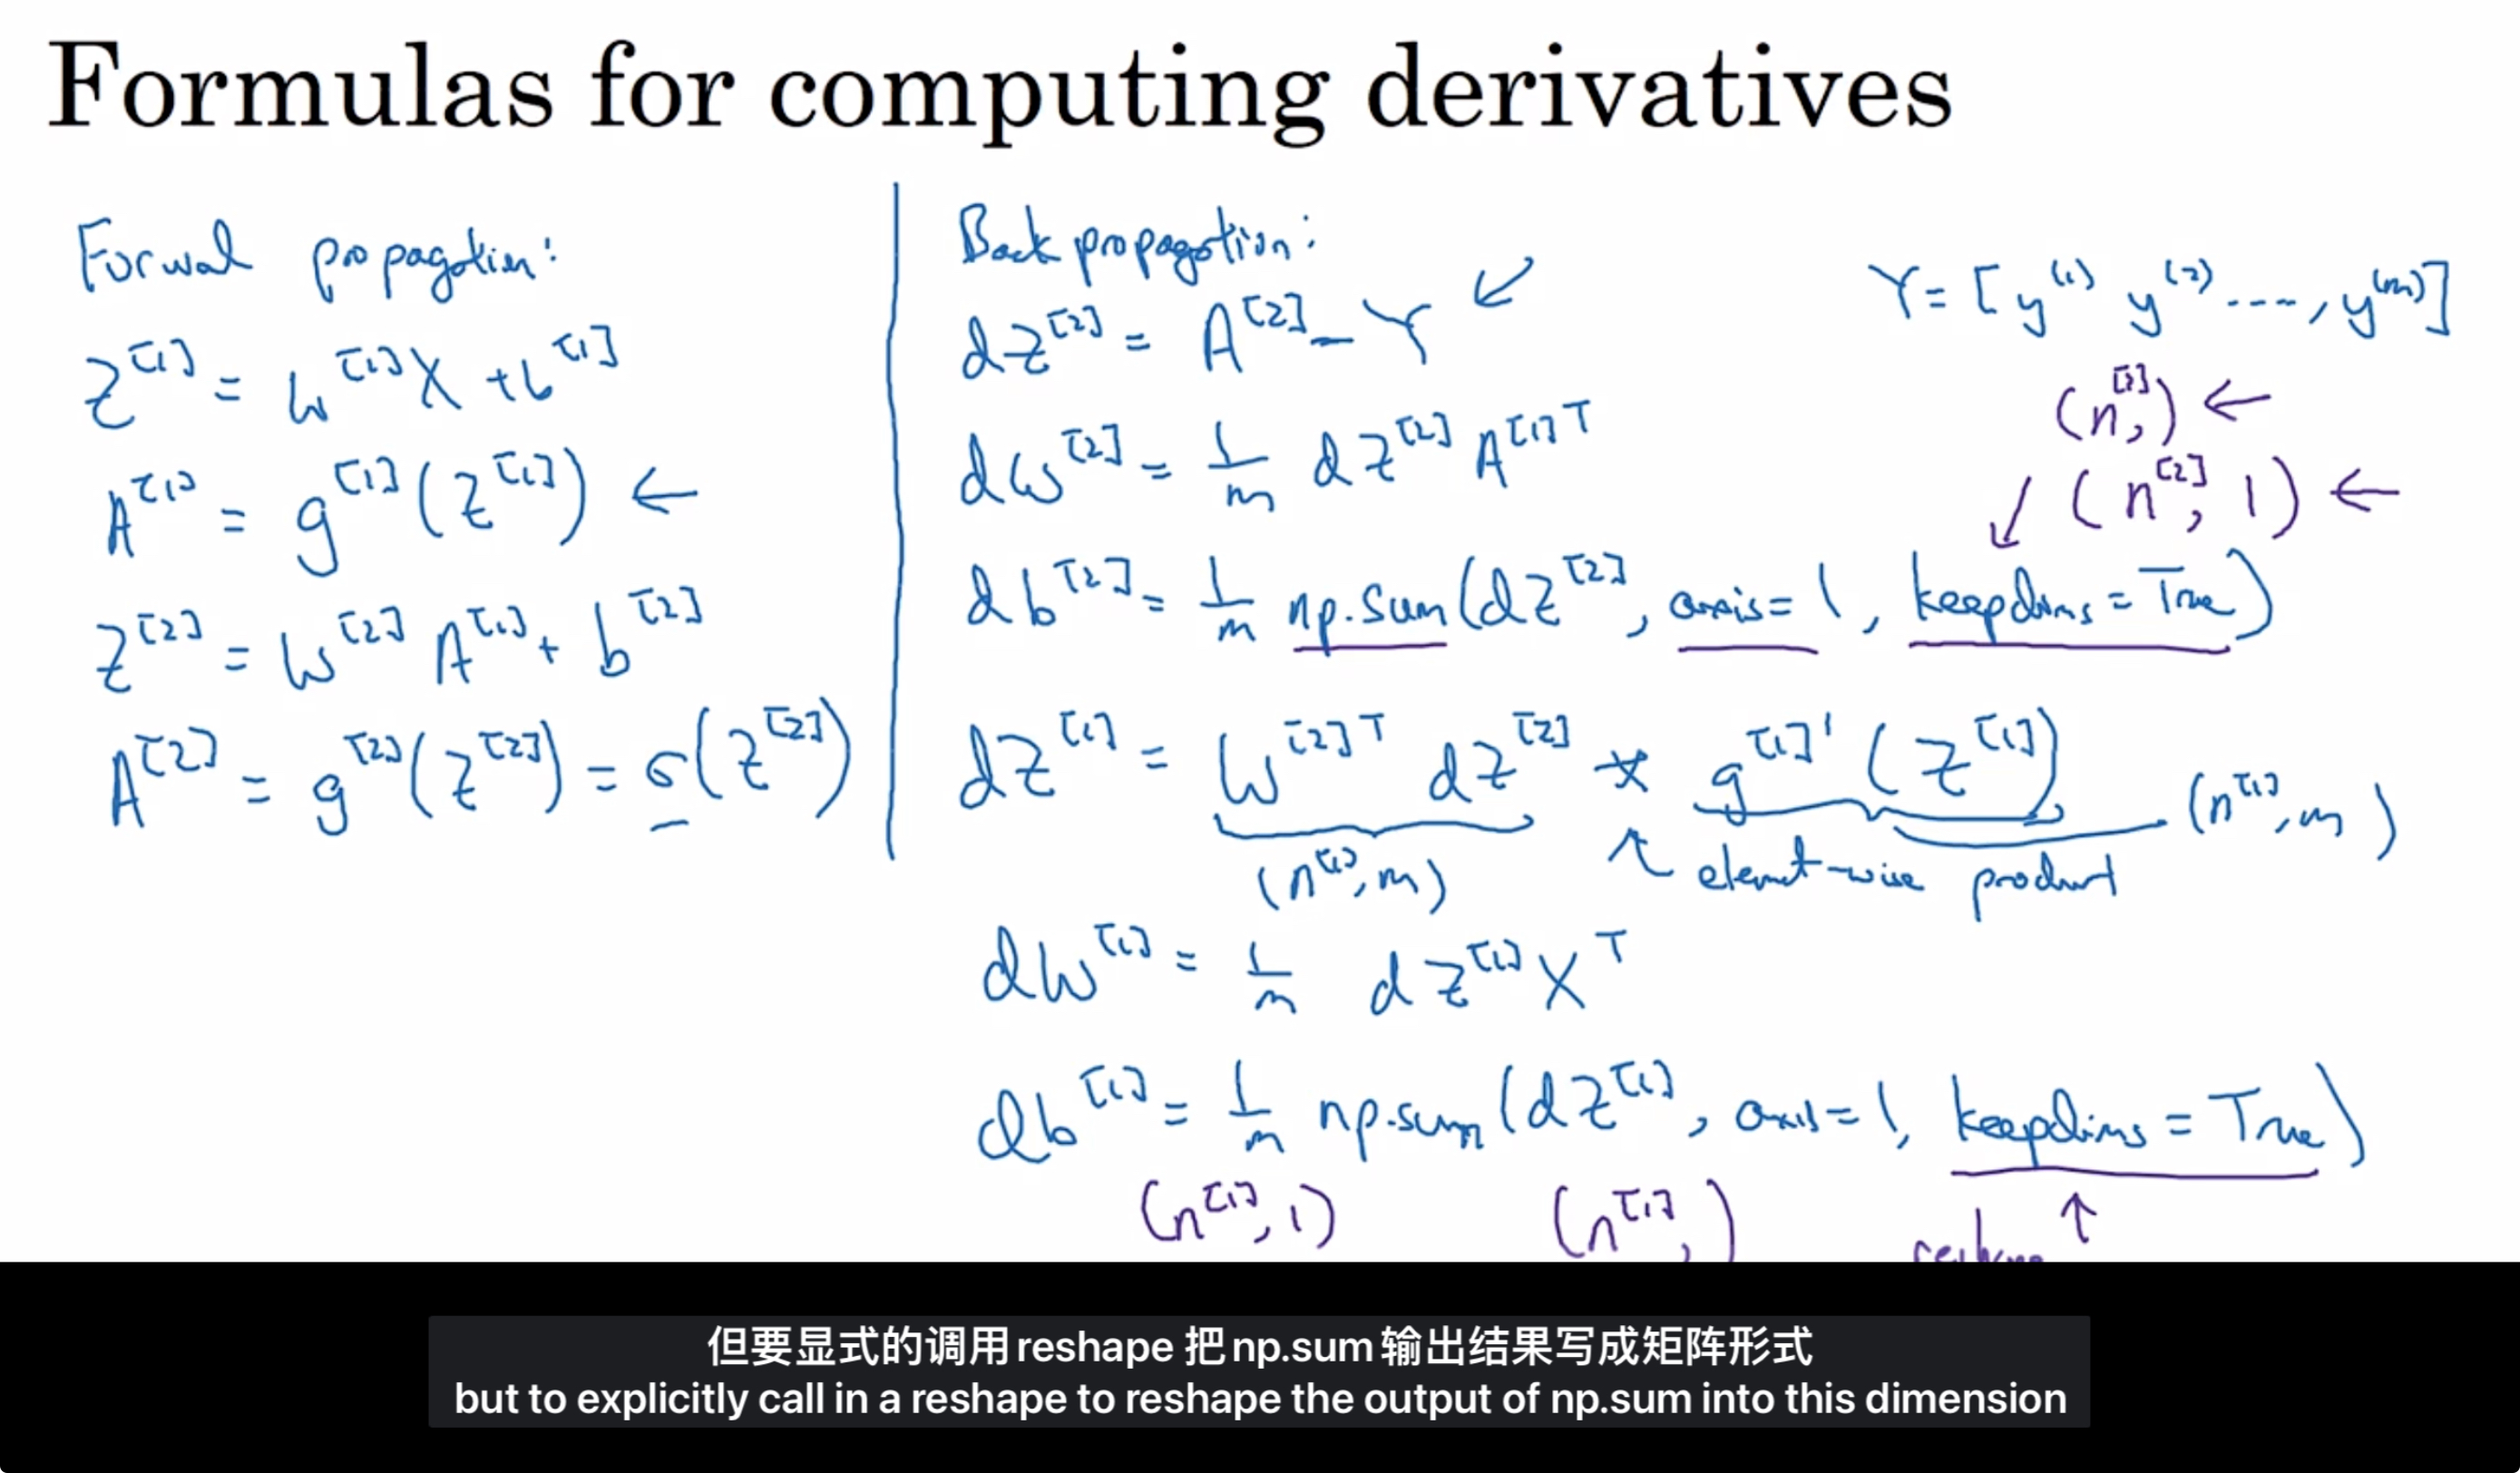 Formulas for computing derivatives
Forwal propagation:
Z^[1] = W^[1]X + b^[1]
A^[1] = g^[1](Z^[1]) ←
Z^[2] = W^[2] A^[1] + b^[2]
A^[2] = g^[2](Z^[2]) = σ(Z^[2])
Back propagation:
dZ^[2] = A^[2] - Y ↙
Y = [y^(1) y^(2) ----, y^(m)]
dW^[2] = 1/m dZ^[2] A^[1]T
(n^[2],) ←
↓ (n^[2], 1) ←
db^[2] = 1/m np.sum(dZ^[2], axis=1, keepdims=True)
dZ^[1] = W^[2]T dZ^[2] * g^[1]'(Z^[1])
(n^[1], m) ↖ element-wise product (n^[1], m)
dW^[1] = 1/m dZ^[1] X^T
db^[1] = 1/m np.sum(dZ^[1], axis=1, keepdims=True)
(n^[1], 1) (n^[1],) reshape ↑
但要显式的调用reshape 把np.sum输出结果写成矩阵形式
but to explicitly call in a reshape to reshape the output of np.sum into this dimension